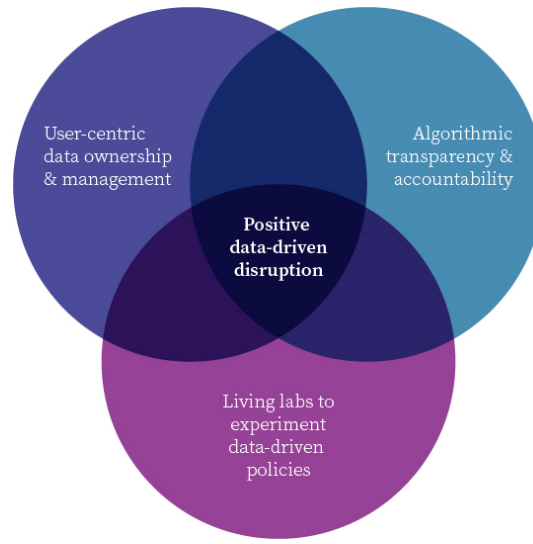 User-centric
data ownership
& management
Algorithmic
transparency &
accountability
Positive
data-driven
disruption
Living labs to
experiment
data-driven
policies